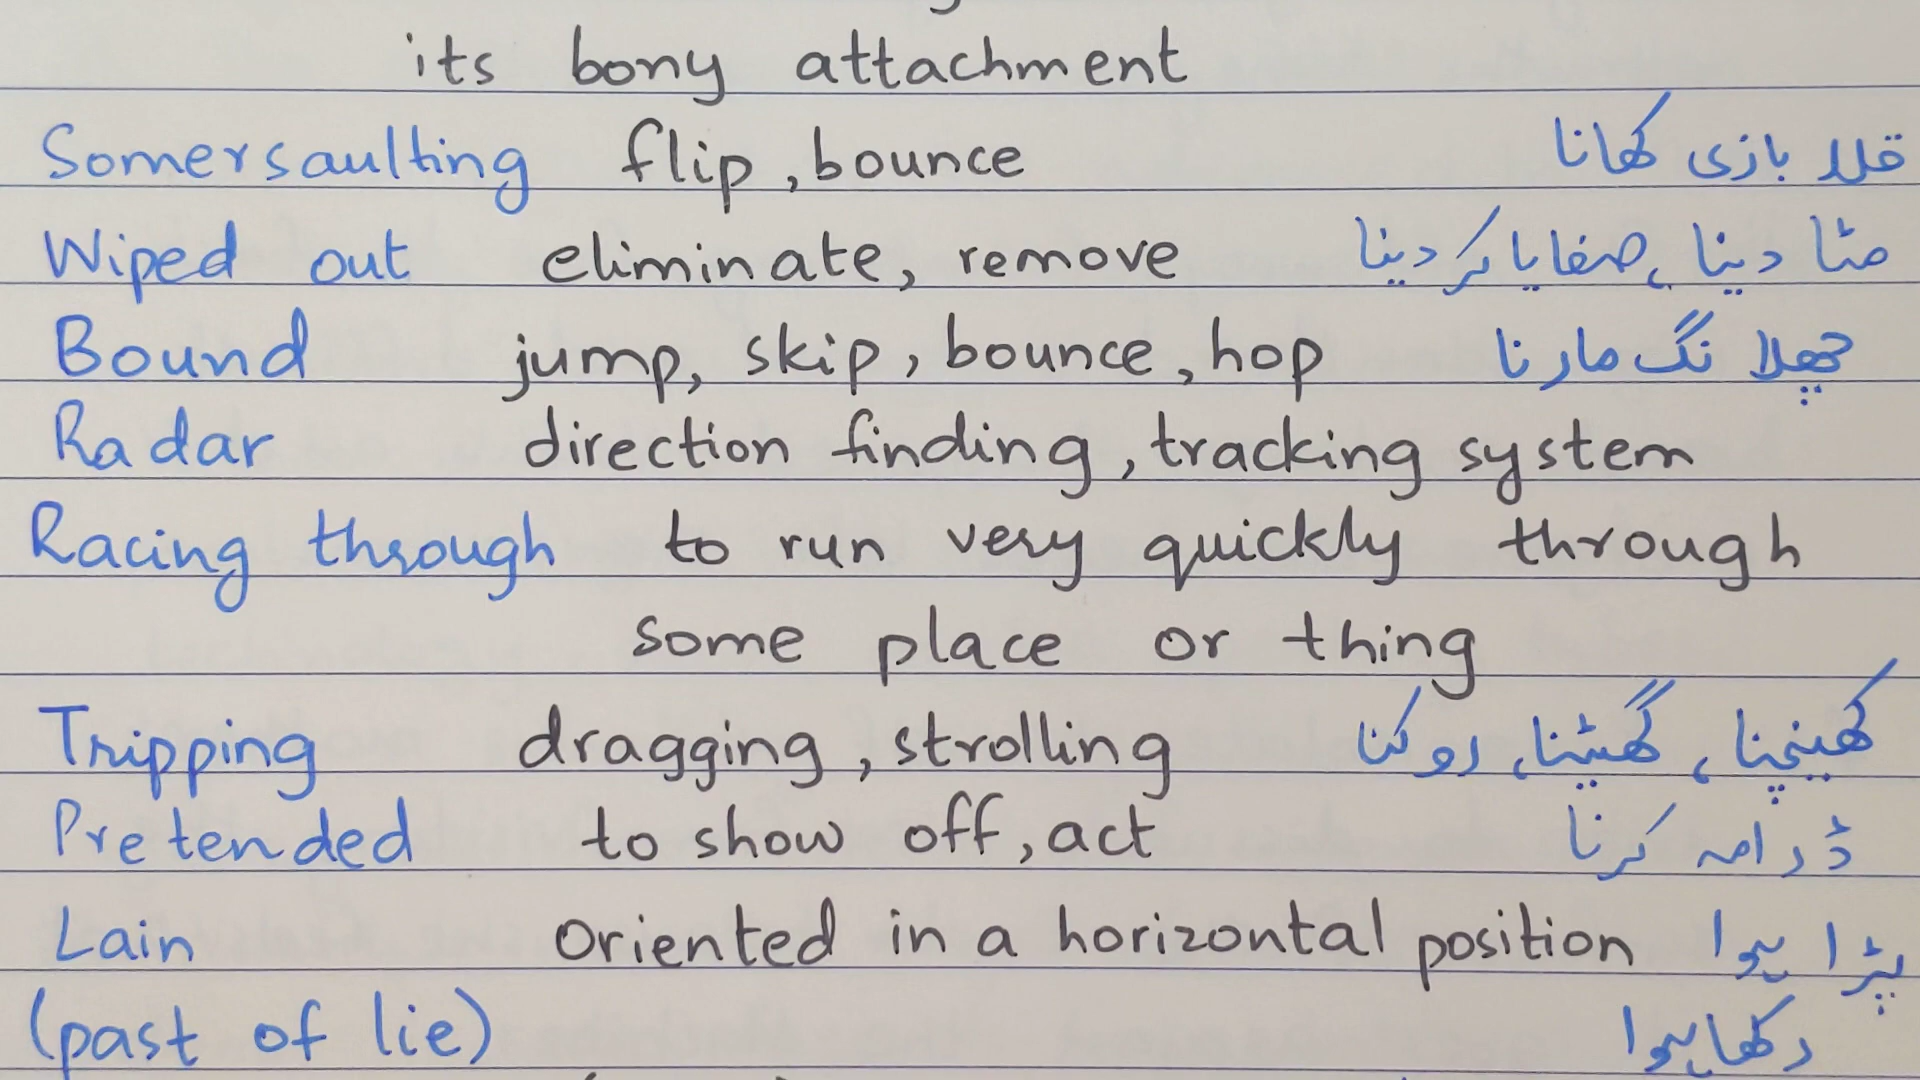 its bony attachment
Somersaulting flip, bounce قلا بازی کھانا
Wiped out eliminate, remove مٹا دینا، صفایا کر دینا
Bound jump, skip, bounce, hop چھلا نگ مارنا
Radar direction finding, tracking system
Racing through to run very quickly through
some place or thing
Tripping dragging, strolling کھینچنا، گھسیٹنا، روکنا
Pretended to show off, act ڈرامہ کرنا
Lain oriented in a horizontal position پڑا ہوا
(past of lie) رکھا ہوا